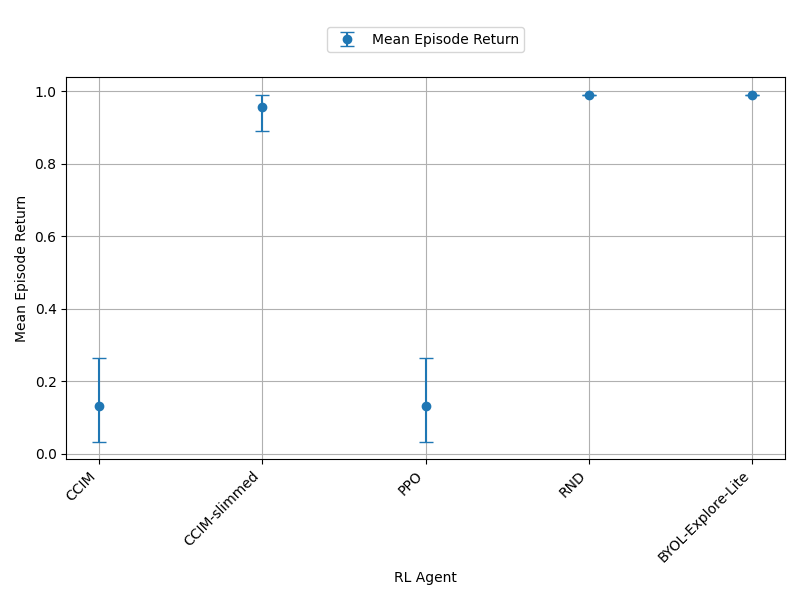 Mean Episode Return
1.0
0.8
0.6
0.4
0.2
0.0
Mean Episode Return
CCIM
CCIM-slimmed
PPO
RND
BYOL-Explore-Lite
RL Agent